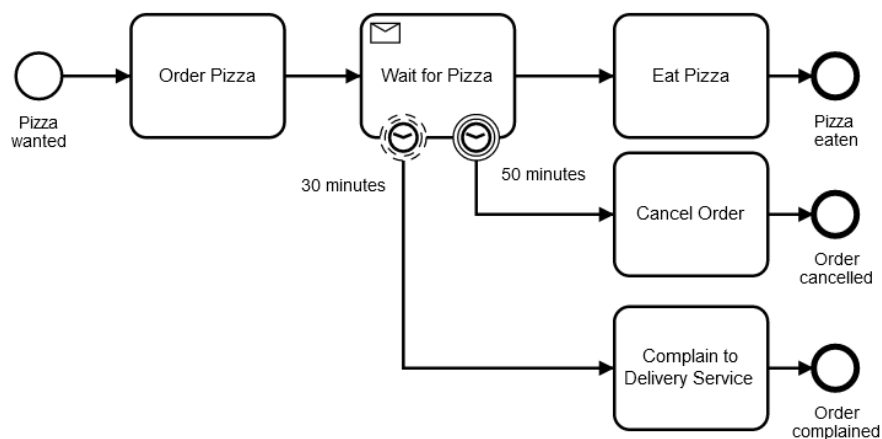 Order Pizza
Wait for Pizza
Eat Pizza
Pizza
wanted
Pizza
eaten
30 minutes
50 minutes
Cancel Order
Order
cancelled
Complain to
Delivery Service
Order
complained